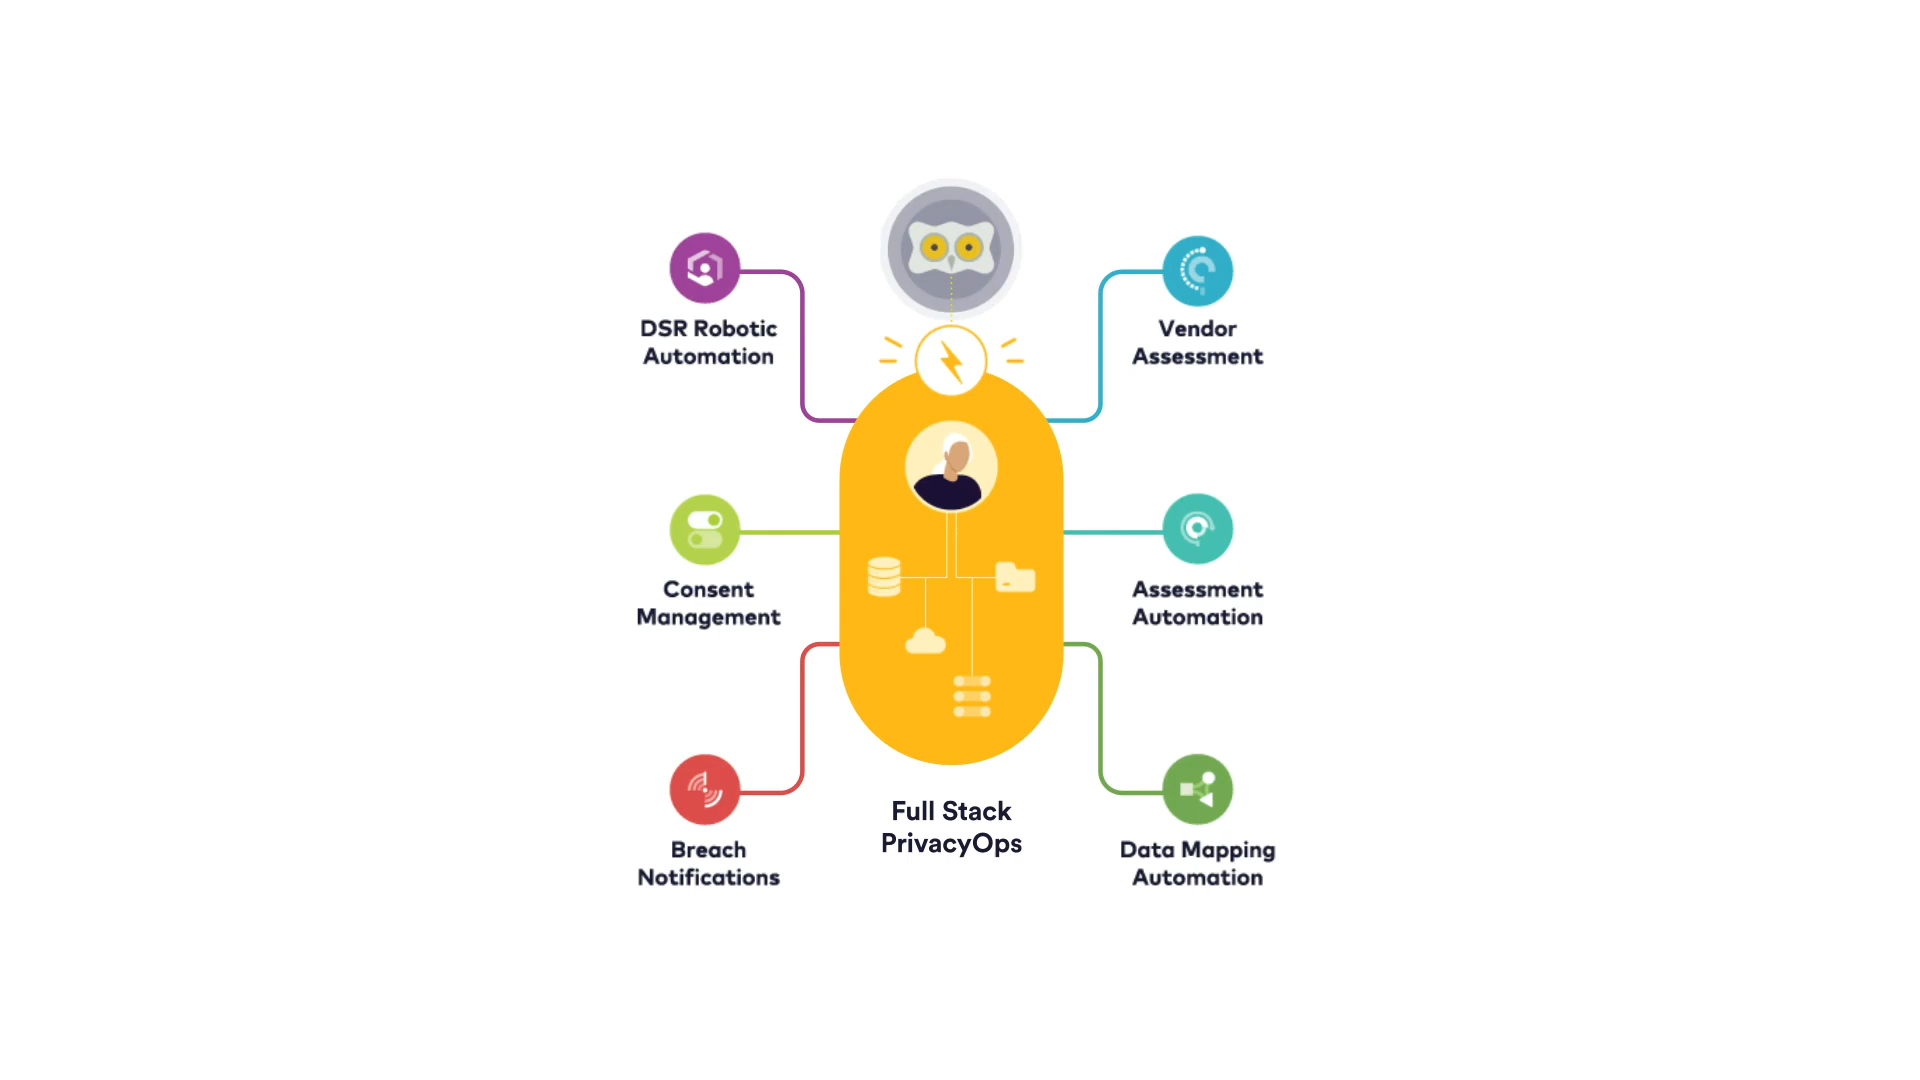 DSR Robotic
Automation
Vendor
Assessment
Consent
Management
Assessment
Automation
Breach
Notifications
Full Stack
PrivacyOps
Data Mapping
Automation